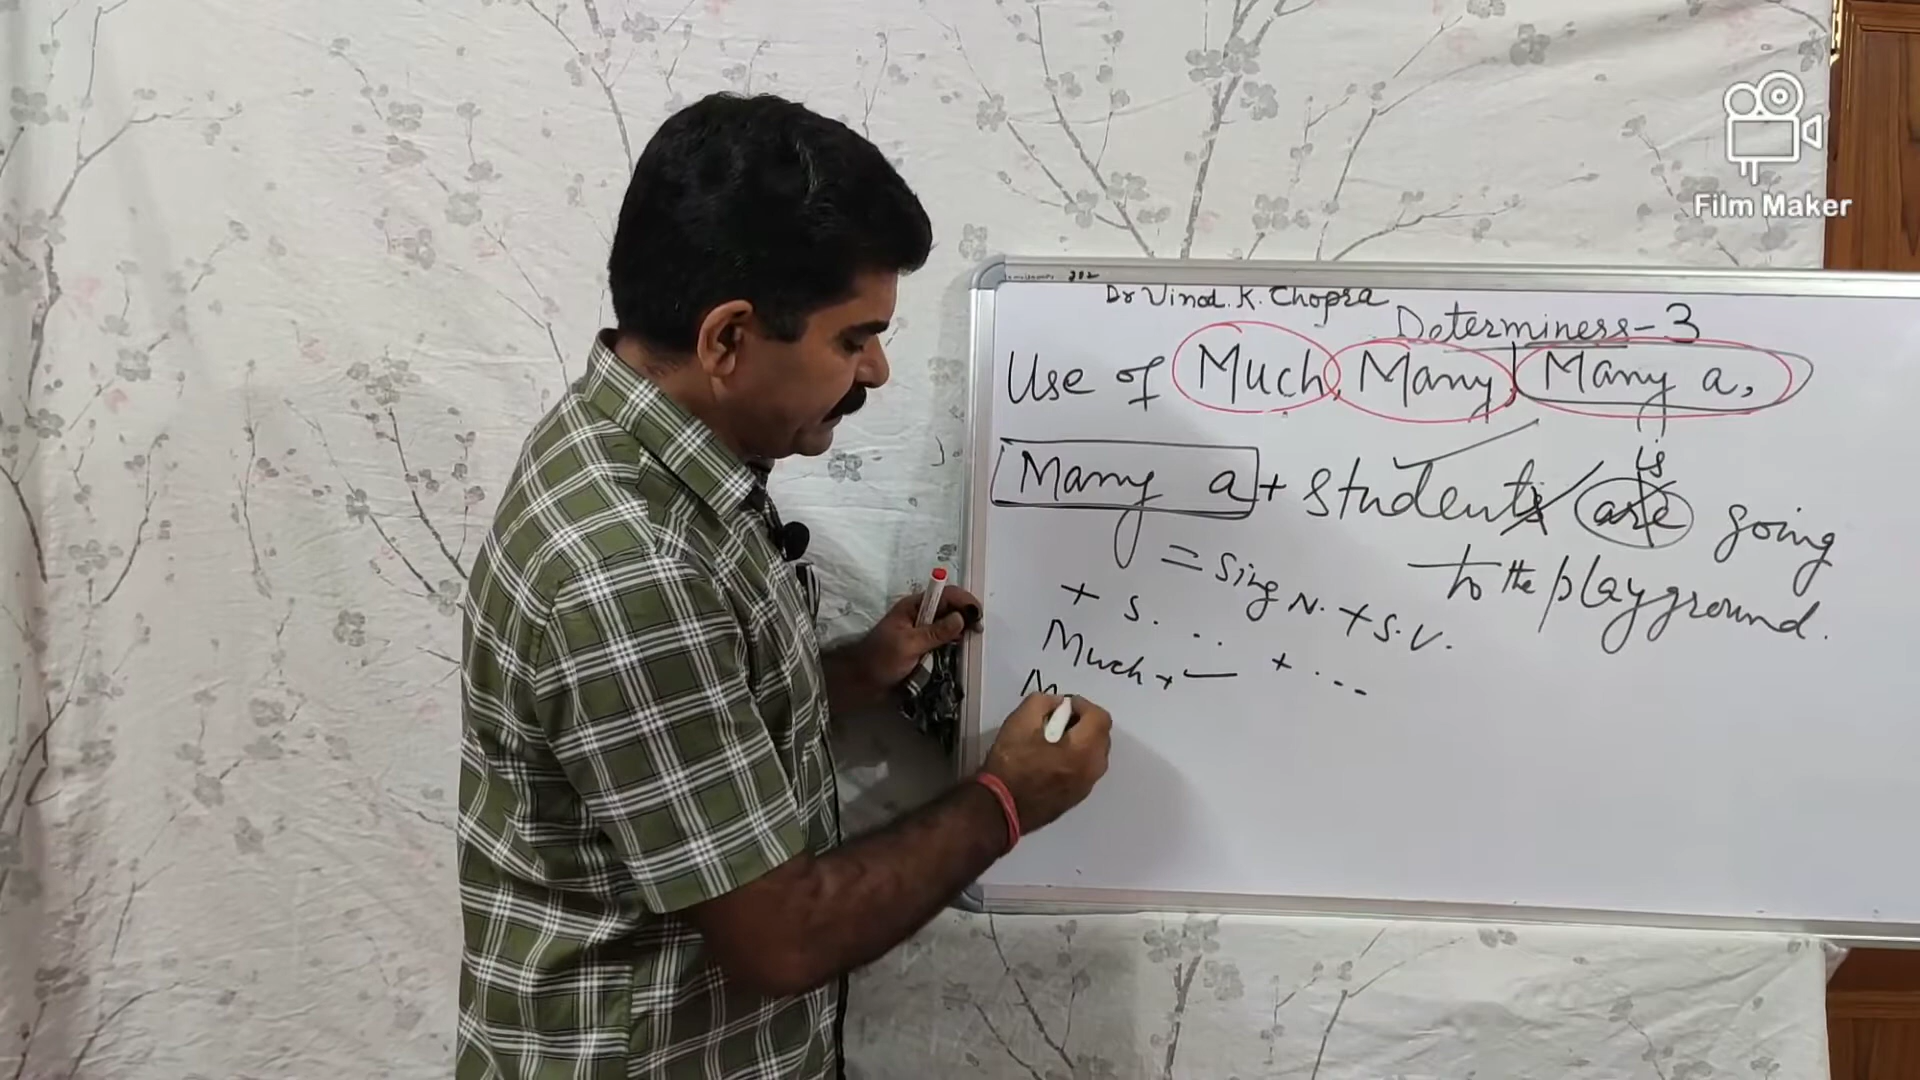 Film Maker
Dr Vinod. K. Chopra
Determiners-3
Use of Much, Many, Many a,
is
Many a + students are going
to the playground.
= Sing N. + S.V.
+ S. ..
Much + — + ...